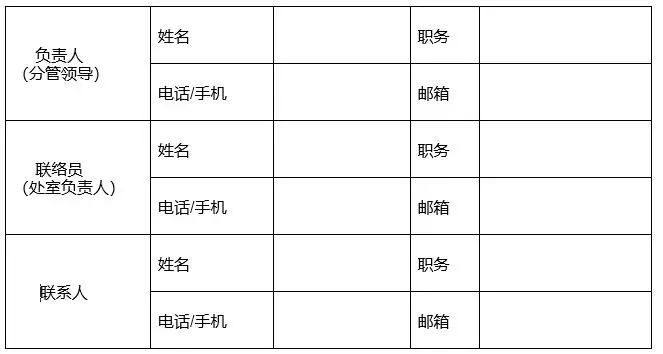 负责人
（分管领导）
姓名
职务
电话/手机
邮箱
联络员
（处室负责人）
姓名
职务
电话/手机
邮箱
联系人
姓名
职务
电话/手机
邮箱